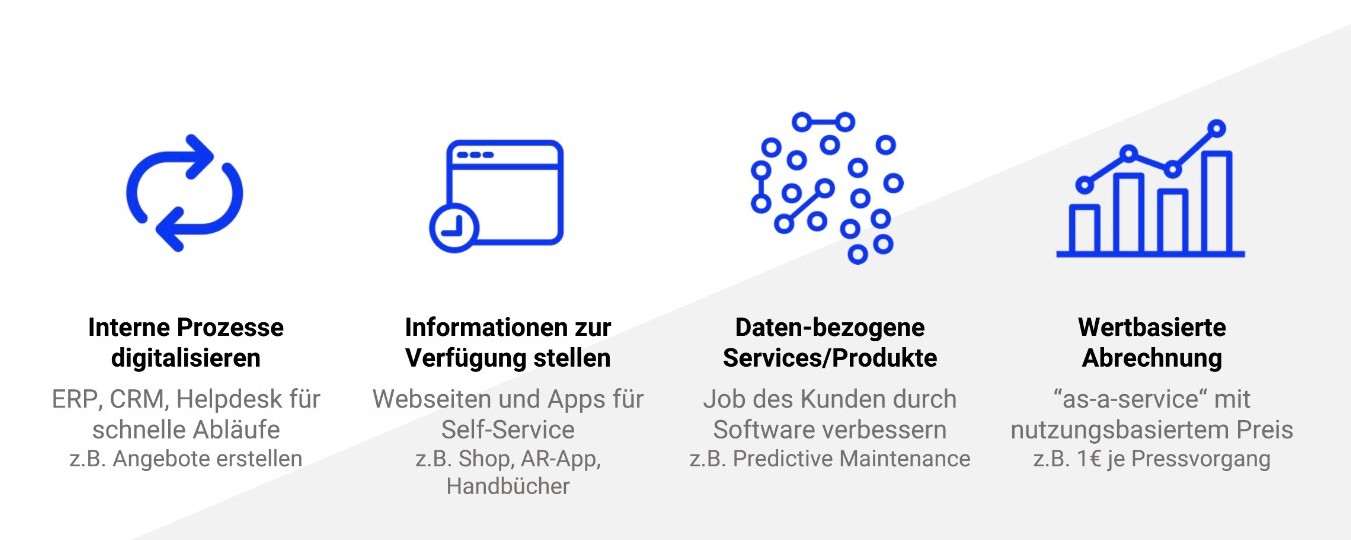 Interne Prozesse
digitalisieren
ERP, CRM, Helpdesk für
schnelle Abläufe
z.B. Angebote erstellen
Informationen zur
Verfügung stellen
Webseiten und Apps für
Self-Service
z.B. Shop, AR-App,
Handbücher
Daten-bezogene
Services/Produkte
Job des Kunden durch
Software verbessern
z.B. Predictive Maintenance
Wertbasierte
Abrechnung
“as-a-service“ mit
nutzungsbasiertem Preis
z.B. 1€ je Pressvorgang